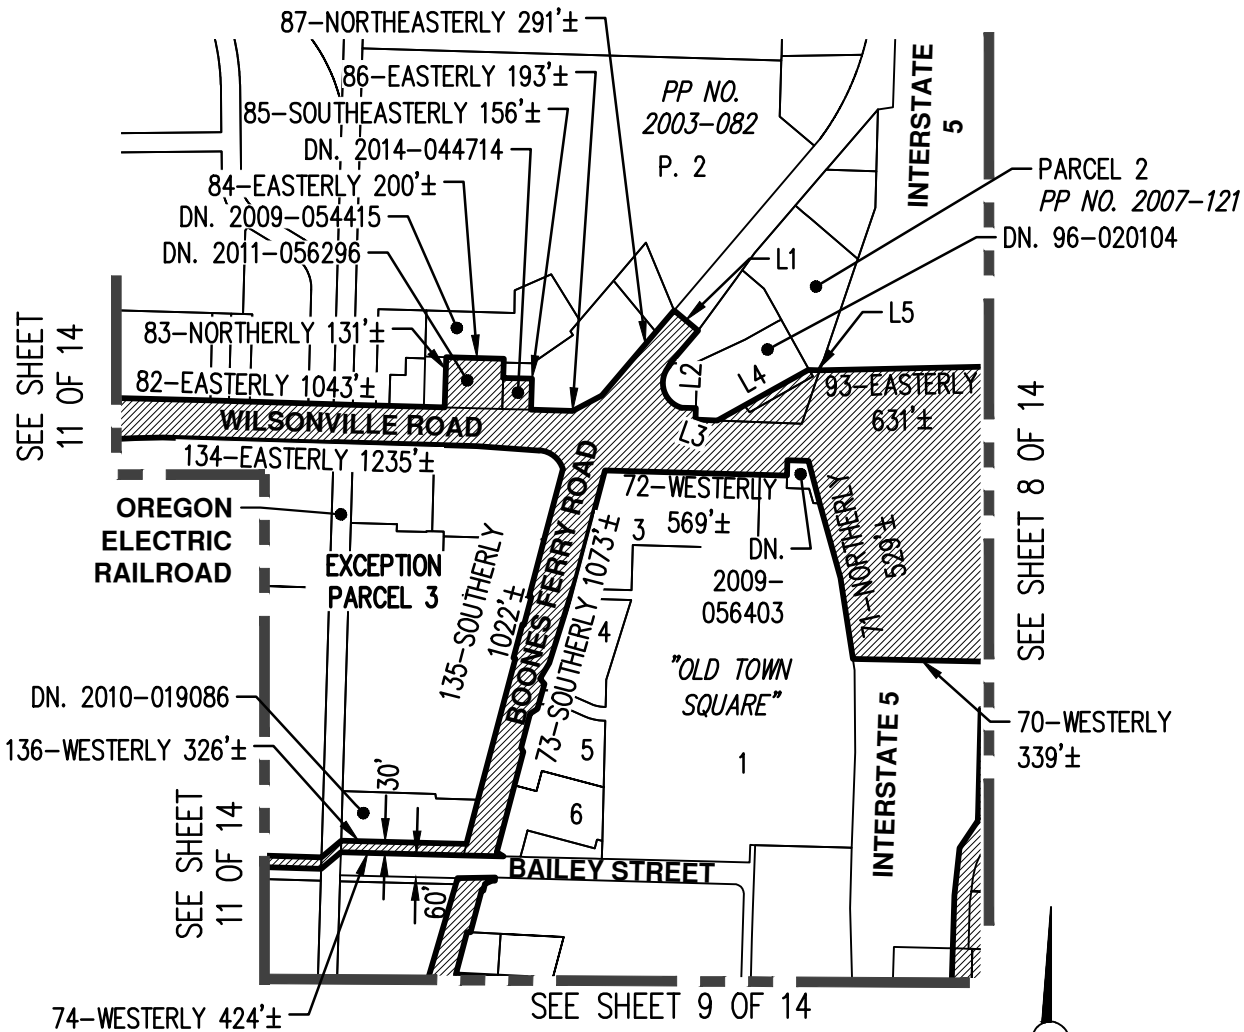 87-NORTHEASTERLY 291'±
86-EASTERLY 193'±
85-SOUTHEASTERLY 156'±
DN. 2014-044714
84-EASTERLY 200'±
DN. 2009-054415
DN. 2011-056296
83-NORTHERLY 131'±
82-EASTERLY 1043'±
PP NO.
2003-082
P. 2
INTERSTATE
5
PARCEL 2
PP NO. 2007-121
DN. 96-020104
L1
L5
L2
L4
L3
93-EASTERLY
631'±
SEE SHEET
11 OF 14
WILSONVILLE ROAD
134-EASTERLY 1235'±
OREGON
ELECTRIC
RAILROAD
EXCEPTION
PARCEL 3
135-SOUTHERLY
1022'±
BOONES FERRY ROAD
73-SOUTHERLY 1073'±
72-WESTERLY
569'±
3
DN.
2009-
056403
71-NORTHERLY
529'±
SEE SHEET 8 OF 14
4
"OLD TOWN
SQUARE"
5
1
6
INTERSTATE 5
70-WESTERLY
339'±
DN. 2010-019086
136-WESTERLY 326'±
30'
60'
BAILEY STREET
SEE SHEET
11 OF 14
74-WESTERLY 424'±
SEE SHEET 9 OF 14